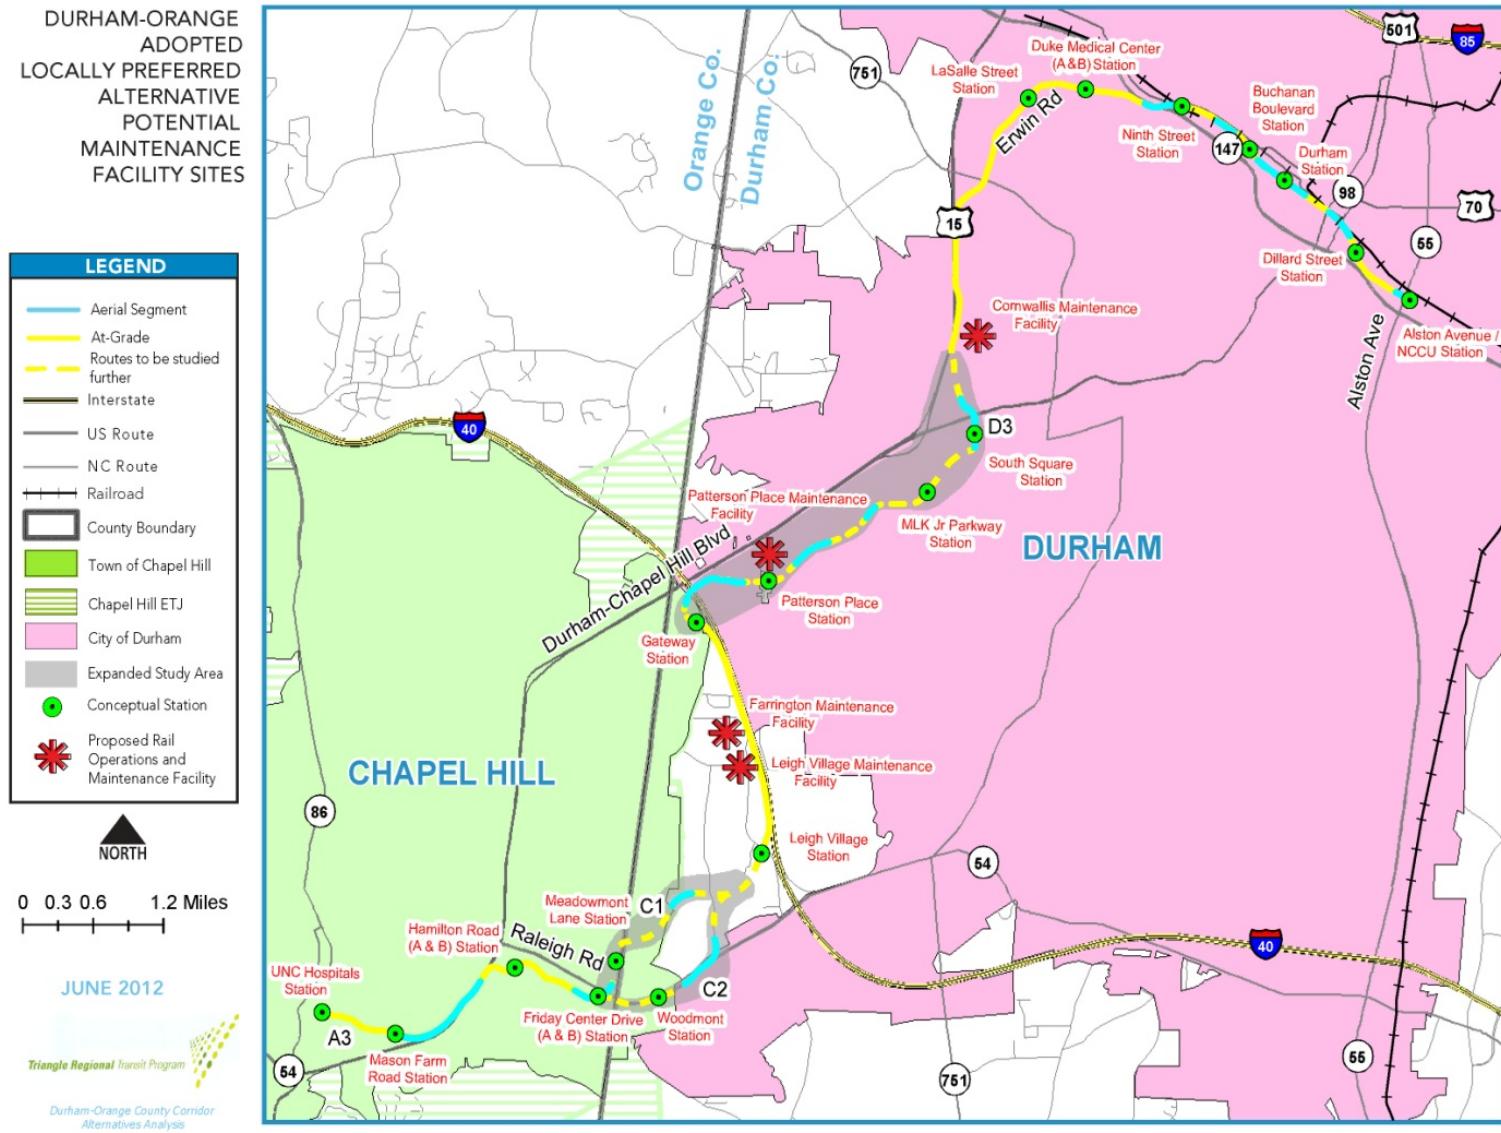 DURHAM-ORANGE
ADOPTED
LOCALLY PREFERRED
ALTERNATIVE
POTENTIAL
MAINTENANCE
FACILITY SITES
LEGEND
Aerial Segment
At-Grade
Routes to be studied
further
Interstate
US Route
NC Route
Railroad
County Boundary
Town of Chapel Hill
Chapel Hill ETJ
City of Durham
Expanded Study Area
Conceptual Station
Proposed Rail
Operations and
Maintenance Facility
NORTH
0 0.3 0.6 1.2 Miles
JUNE 2012
Triangle Regional Transit Program
Durham-Orange County Corridor
Alternatives Analysis
Orange Co.
Durham Co.
751
501
85
LaSalle Street
Station
Duke Medical Center
(A&B) Station
Erwin Rd
Ninth Street
Station
Buchanan
Boulevard
Station
147
Durham
Station
98
70
15
55
Dillard Street
Station
Alston Ave
Alston Avenue /
NCCU Station
Cornwallis Maintenance
Facility
40
D3
South Square
Station
Patterson Place Maintenance
Facility
MLK Jr Parkway
Station
DURHAM
Durham-Chapel Hill Blvd
Patterson Place
Station
Gateway
Station
Farrington Maintenance
Facility
Leigh Village Maintenance
Facility
CHAPEL HILL
86
Leigh Village
Station
54
Meadowmont
Lane Station
C1
Hamilton Road
(A & B) Station
Raleigh Rd
40
UNC Hospitals
Station
C2
A3
Friday Center Drive
(A & B) Station
Woodmont
Station
Mason Farm
Road Station
54
751
55